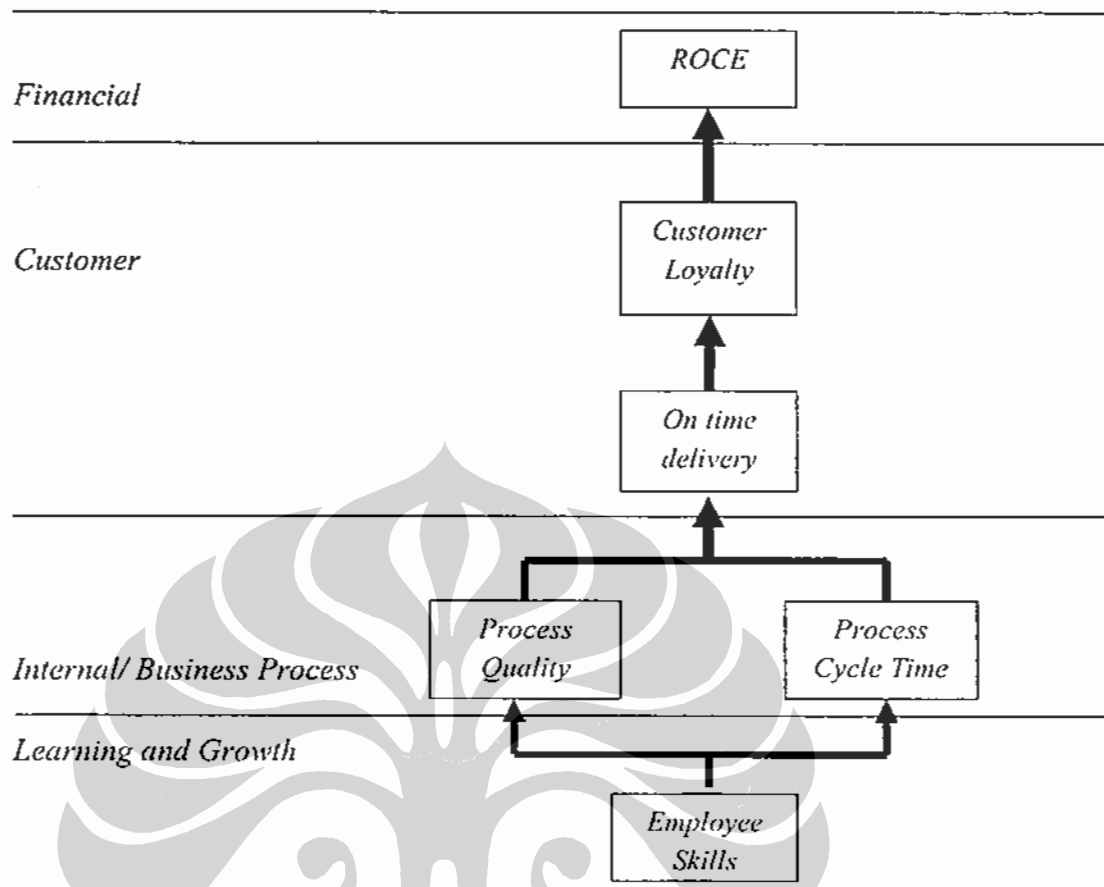 ROCE
Financial
Customer
Loyalty
Customer
On time
delivery
Process
Quality
Process
Cycle Time
Internal/ Business Process
Learning and Growth
Employee
Skills